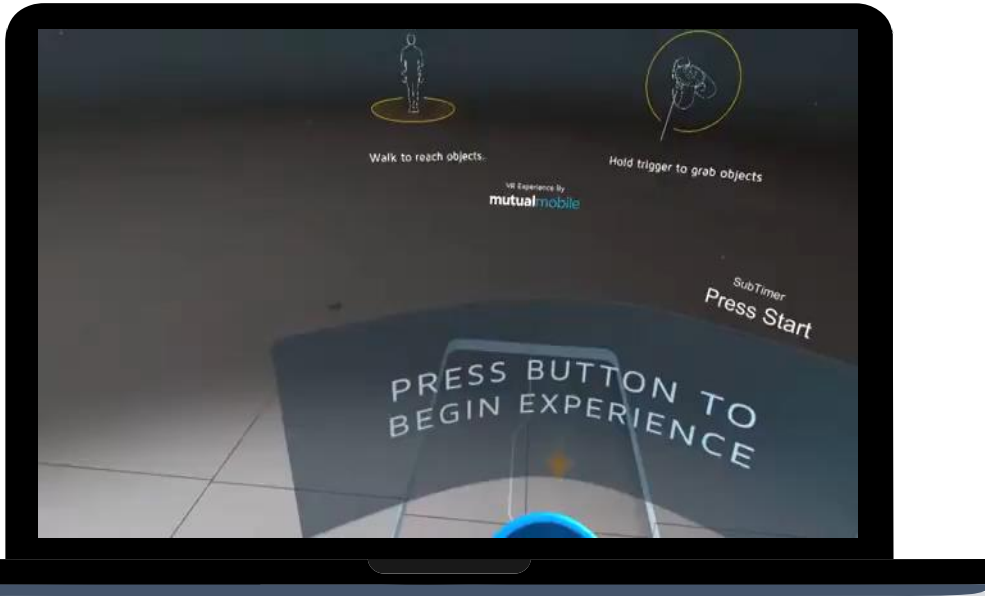 Walk to reach objects.
Hold trigger to grab objects
VR Experience By
mutualmobile
SubTimer
Press Start
PRESS BUTTON TO
BEGIN EXPERIENCE